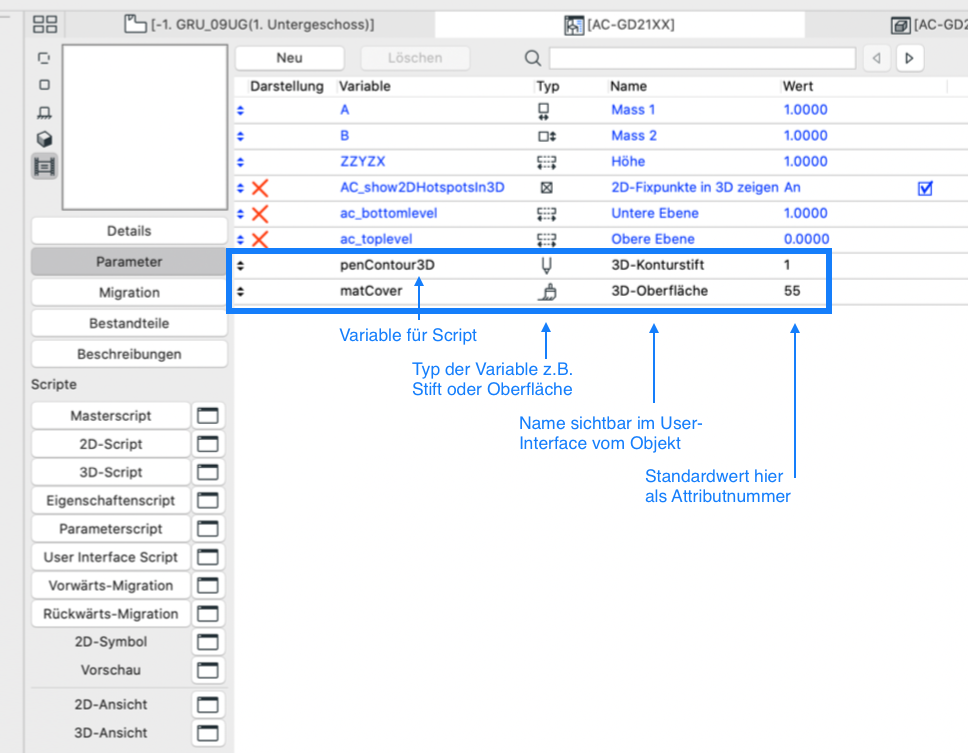 [-1. GRU_09UG(1. Untergeschoss)]
[AC-GD21XX]
[AC-GD2
Neu
Löschen
Darstellung Variable Typ Name Wert
A Mass 1 1.0000
B Mass 2 1.0000
ZZYZX Höhe 1.0000
AC_show2DHotspotsIn3D 2D-Fixpunkte in 3D zeigen An
ac_bottomlevel Untere Ebene 1.0000
ac_toplevel Obere Ebene 0.0000
penContour3D 3D-Konturstift 1
matCover 3D-Oberfläche 55
Variable für Script
Typ der Variable z.B.
Stift oder Oberfläche
Name sichtbar im User-
Interface vom Objekt
Standardwert hier
als Attributnummer
Details
Parameter
Migration
Bestandteile
Beschreibungen
Scripte
Masterscript
2D-Script
3D-Script
Eigenschaftenscript
Parameterscript
User Interface Script
Vorwärts-Migration
Rückwärts-Migration
2D-Symbol
Vorschau
2D-Ansicht
3D-Ansicht